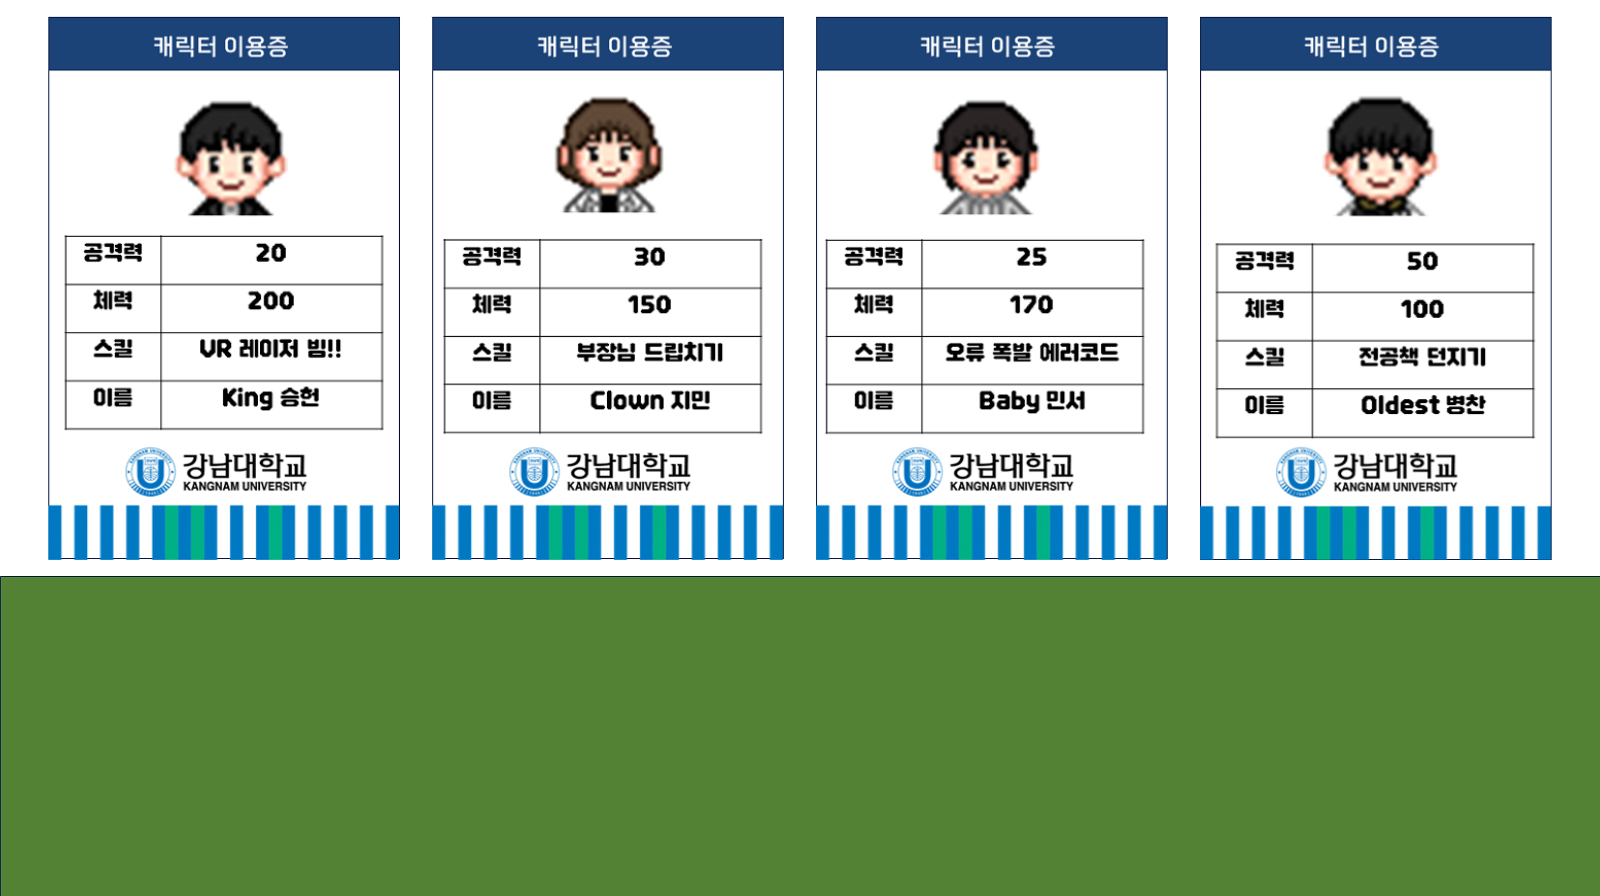 캐릭터 이용증
공격력 20
체력 200
스킬 VR 레이저 빔!!
이름 King 승헌
강남대학교
KANGNAM UNIVERSITY
캐릭터 이용증
공격력 30
체력 150
스킬 부장님 드립치기
이름 Clown 지민
강남대학교
KANGNAM UNIVERSITY
캐릭터 이용증
공격력 25
체력 170
스킬 오류 폭발 에러코드
이름 Baby 민서
강남대학교
KANGNAM UNIVERSITY
캐릭터 이용증
공격력 50
체력 100
스킬 전공책 던지기
이름 Oldest 병찬
강남대학교
KANGNAM UNIVERSITY